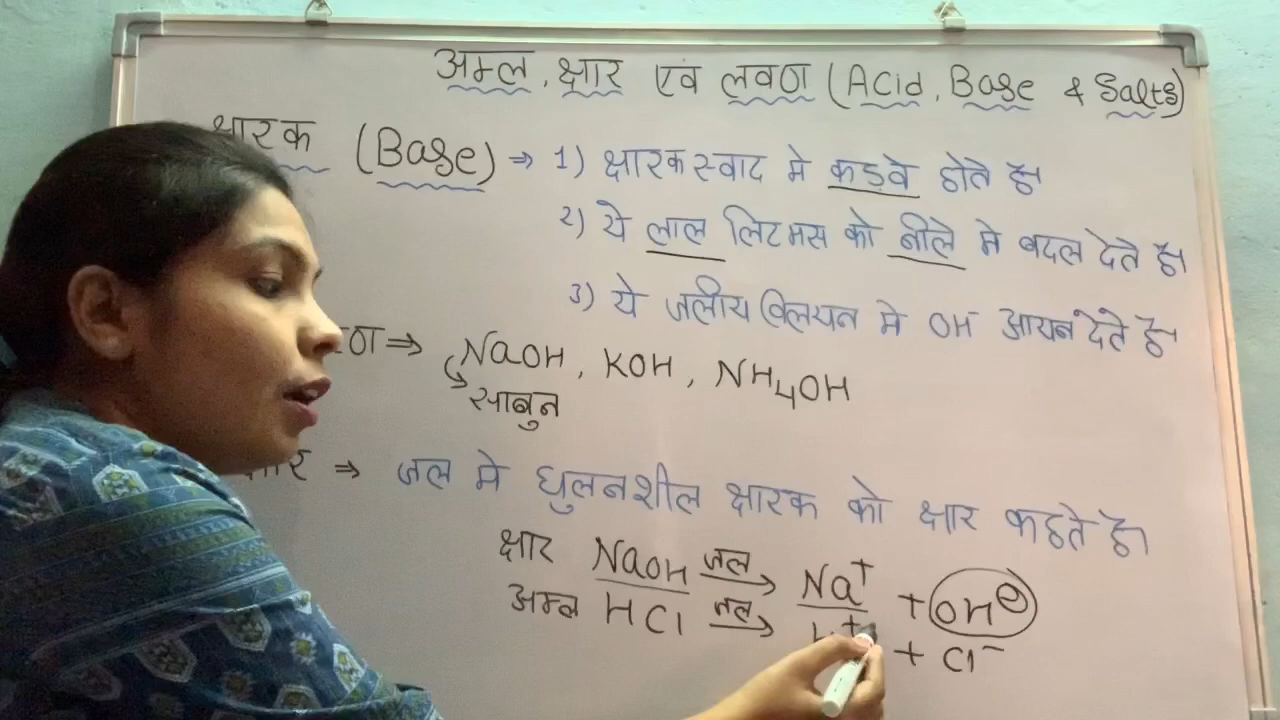 अम्ल, क्षार एवं लवण (Acid, Base & Salts)
क्षारक (Base) ⇒ 1) क्षारक स्वाद मे कड़वे होते हैं।
2) ये लाल लिटमस को नीले मे बदल देते हैं।
3) ये जलीय विलयन मे OH⁻ आयन देते हैं
⇒ NaOH, KOH, NH₄OH
↳ साबुन
क्षार ⇒ जल मे घुलनशील क्षारक को क्षार कहते हैं।
क्षार NaOH जल → Na⁺ + OH⊖
अम्ल HCl जल → H⁺ + Cl⁻